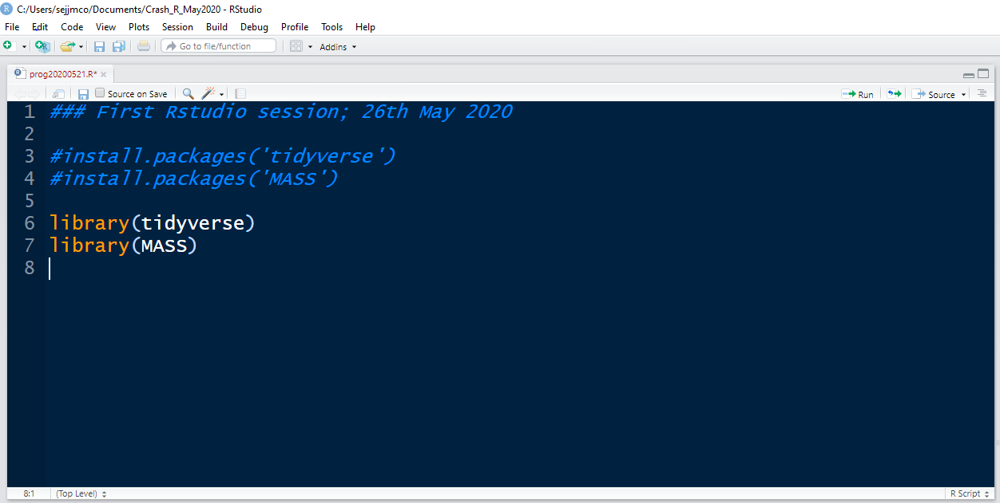 C:/Users/sejjmco/Documents/Crash_R_May2020 - RStudio
File Edit Code View Plots Session Build Debug Profile Tools Help
Go to file/function Addins
prog20200521.R*
Source on Save Run Source
1 ### First Rstudio session; 26th May 2020
2
3 #install.packages('tidyverse')
4 #install.packages('MASS')
5
6 library(tidyverse)
7 library(MASS)
8
8:1 (Top Level) R Script